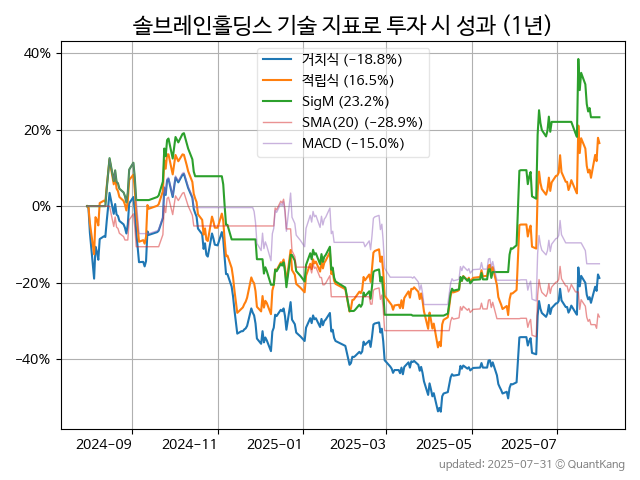 솔브레인홀딩스 기술 지표로 투자 시 성과 (1년)
거치식 (−18.8%)
적립식 (16.5%)
SigM (23.2%)
SMA(20) (−28.9%)
MACD (−15.0%)
40%
20%
0%
−20%
−40%
2024-09 2024-11 2025-01 2025-03 2025-05 2025-07
updated: 2025-07-31 © QuantKang